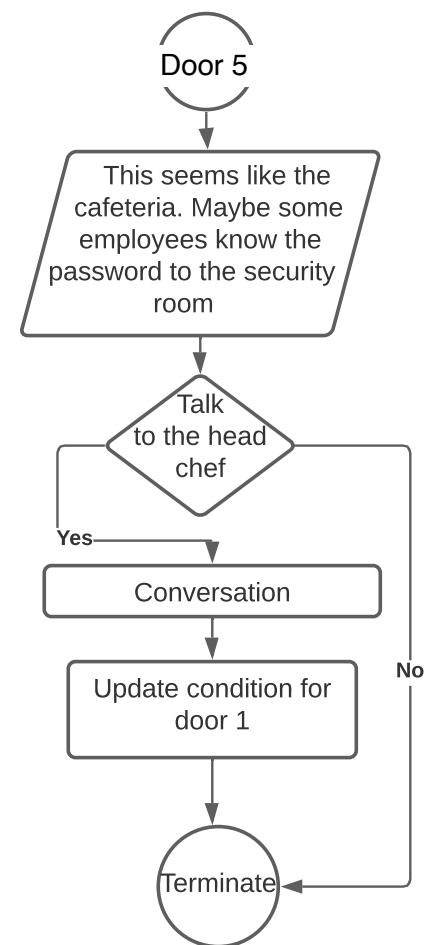 Door 5
This seems like the
cafeteria. Maybe some
employees know the
password to the security
room
Talk
to the head
chef
Yes
Conversation
No
Update condition for
door 1
Terminate